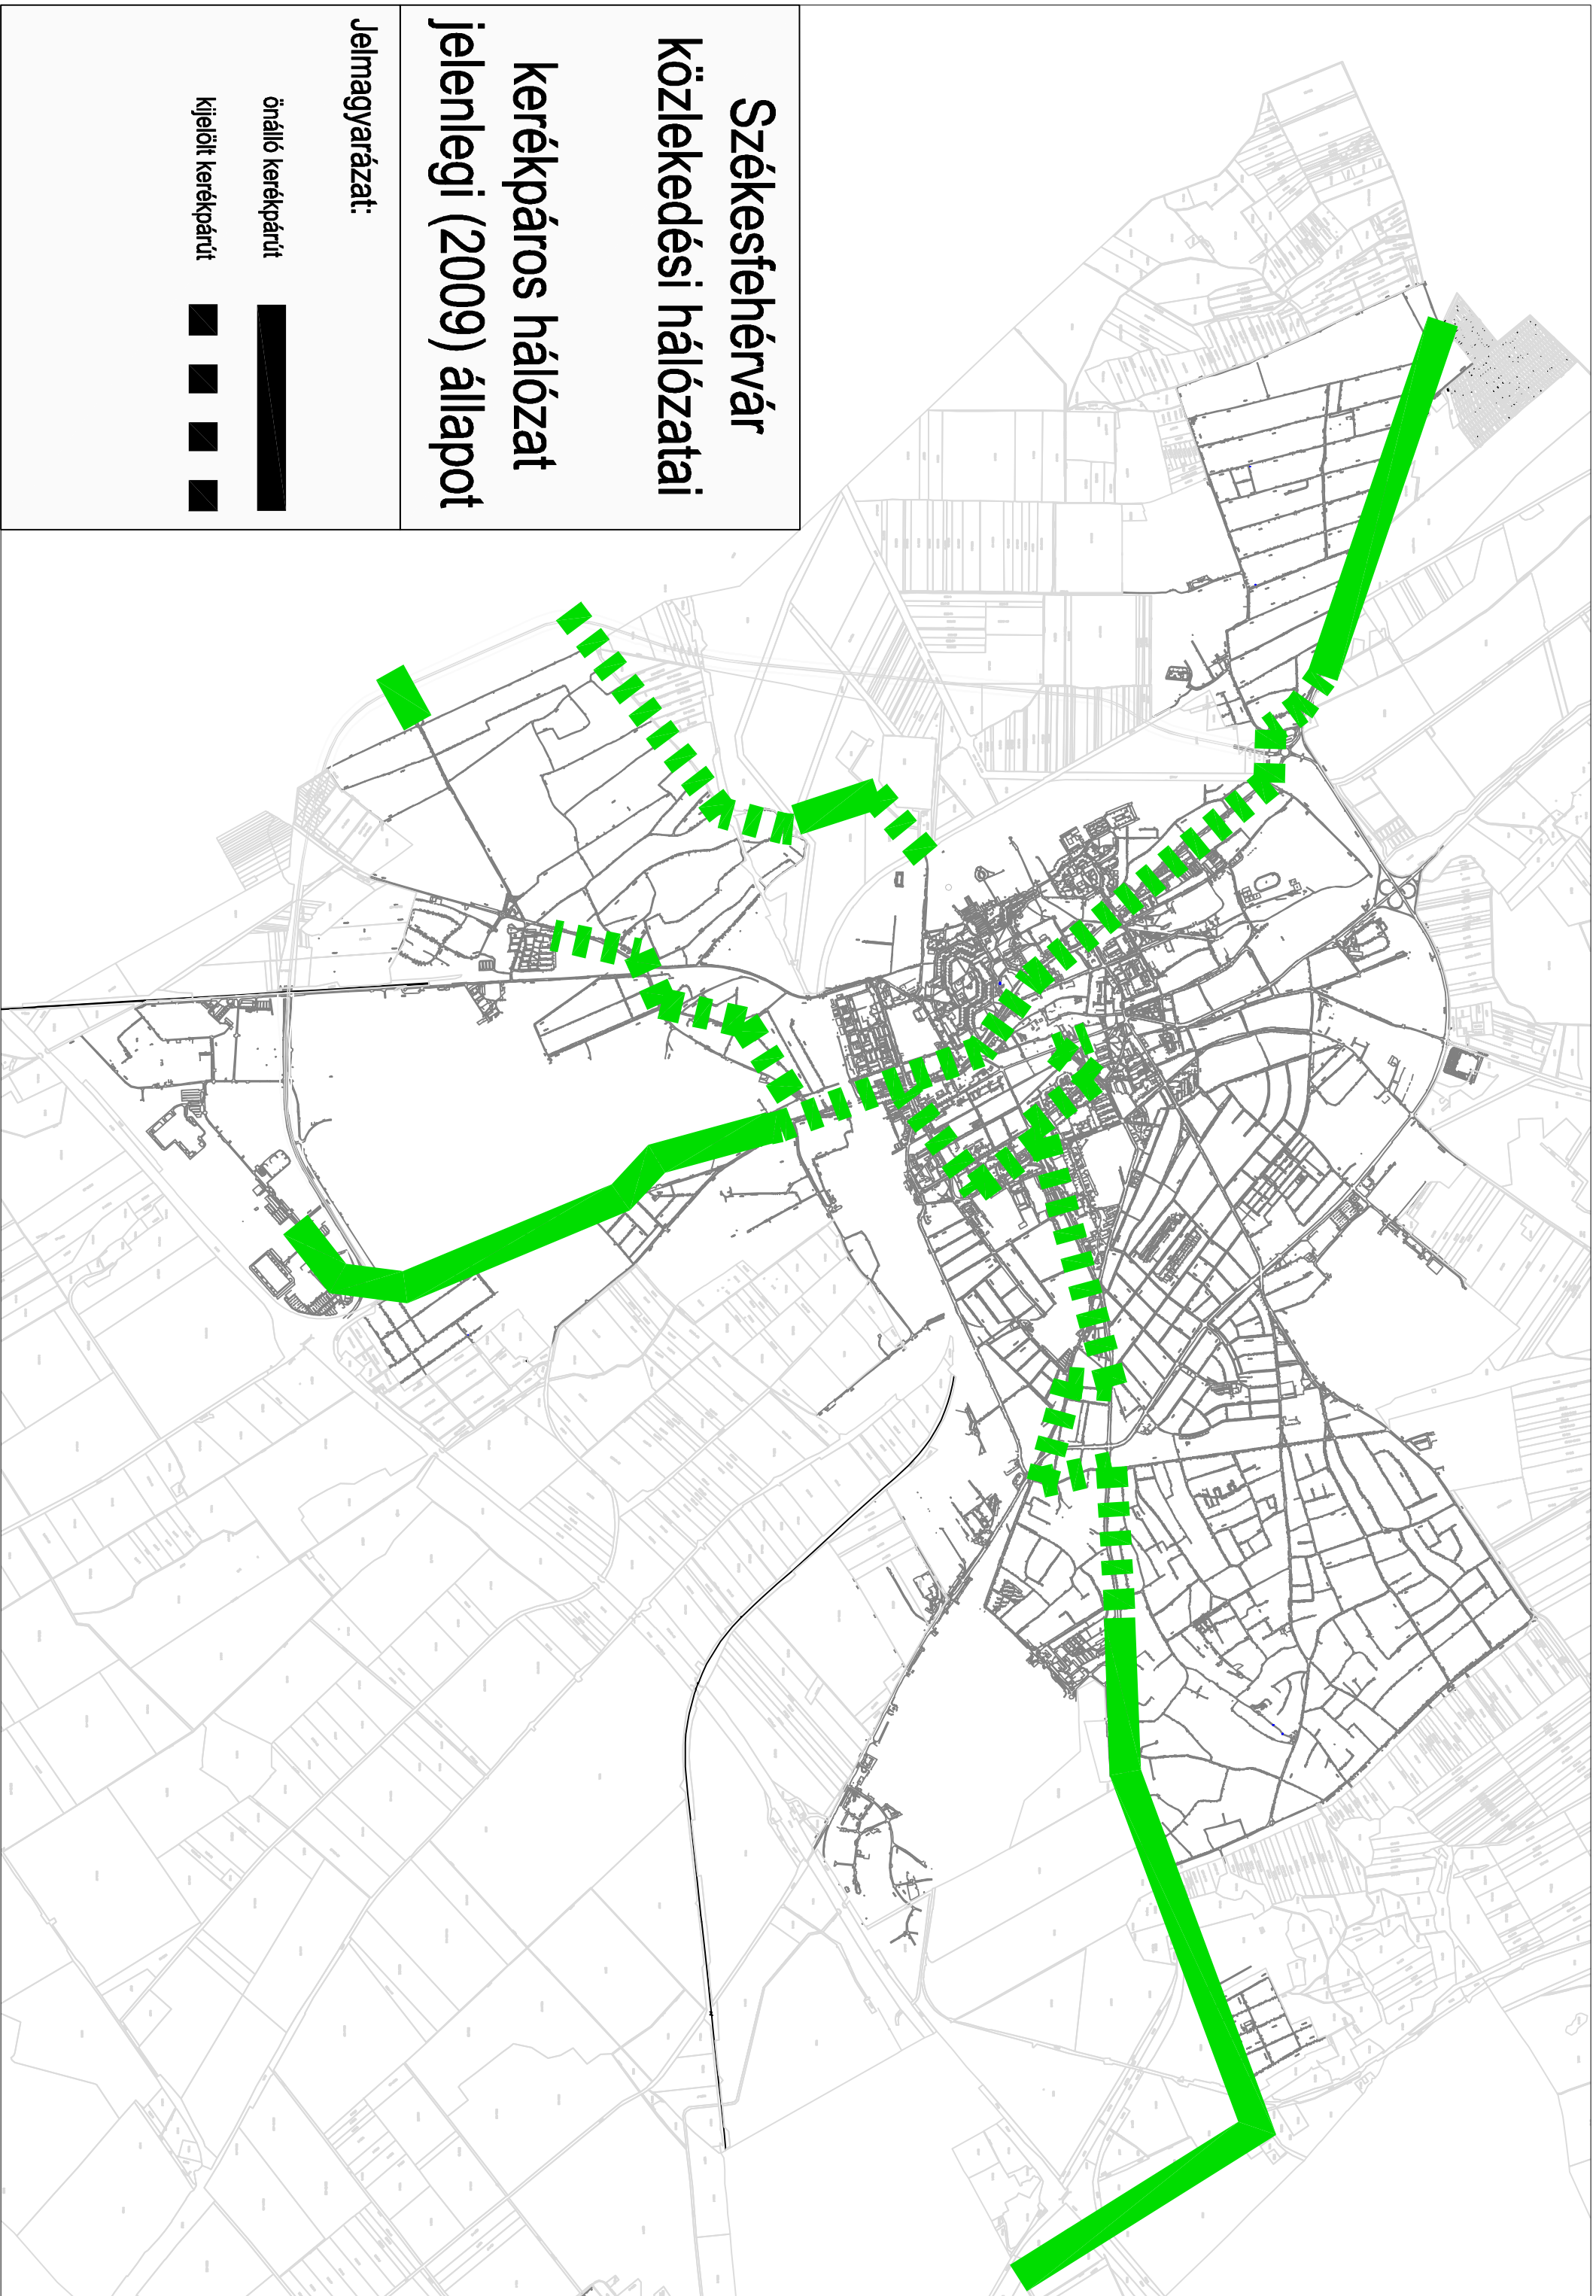 Székesfehérvár
közlekedési hálózatai
kerékpáros hálózat
jelenlegi (2009) állapot
Jelmagyarázat:
önálló kerékpárút
kijelölt kerékpárút